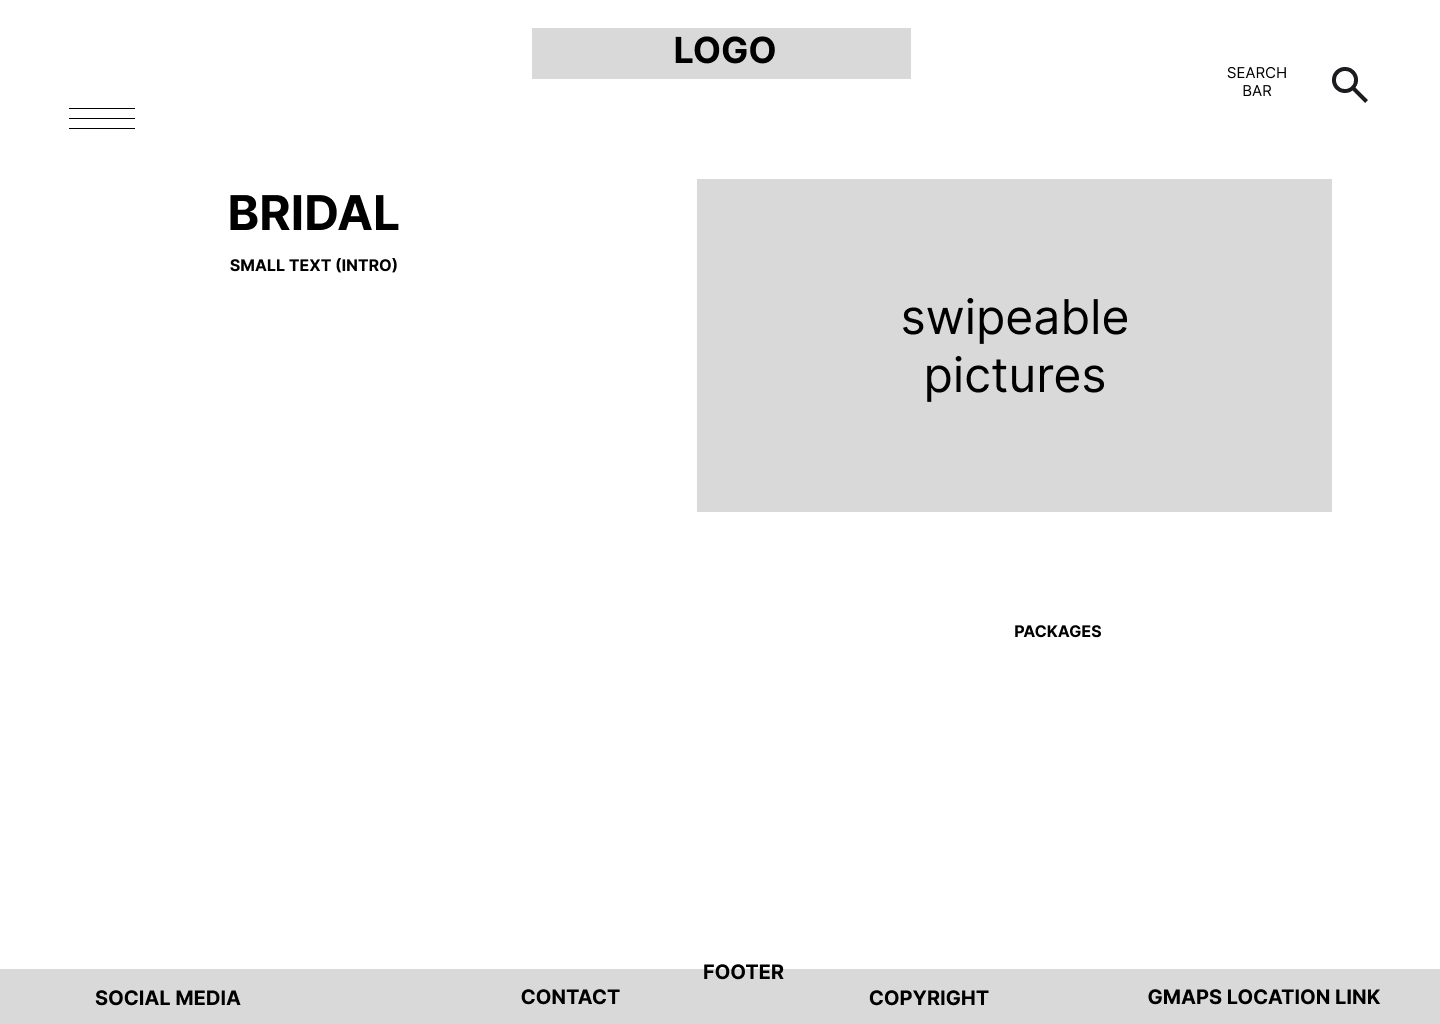 LOGO
SEARCH
BAR
BRIDAL
SMALL TEXT (INTRO)
swipeable
pictures
PACKAGES
FOOTER
SOCIAL MEDIA
CONTACT
COPYRIGHT
GMAPS LOCATION LINK